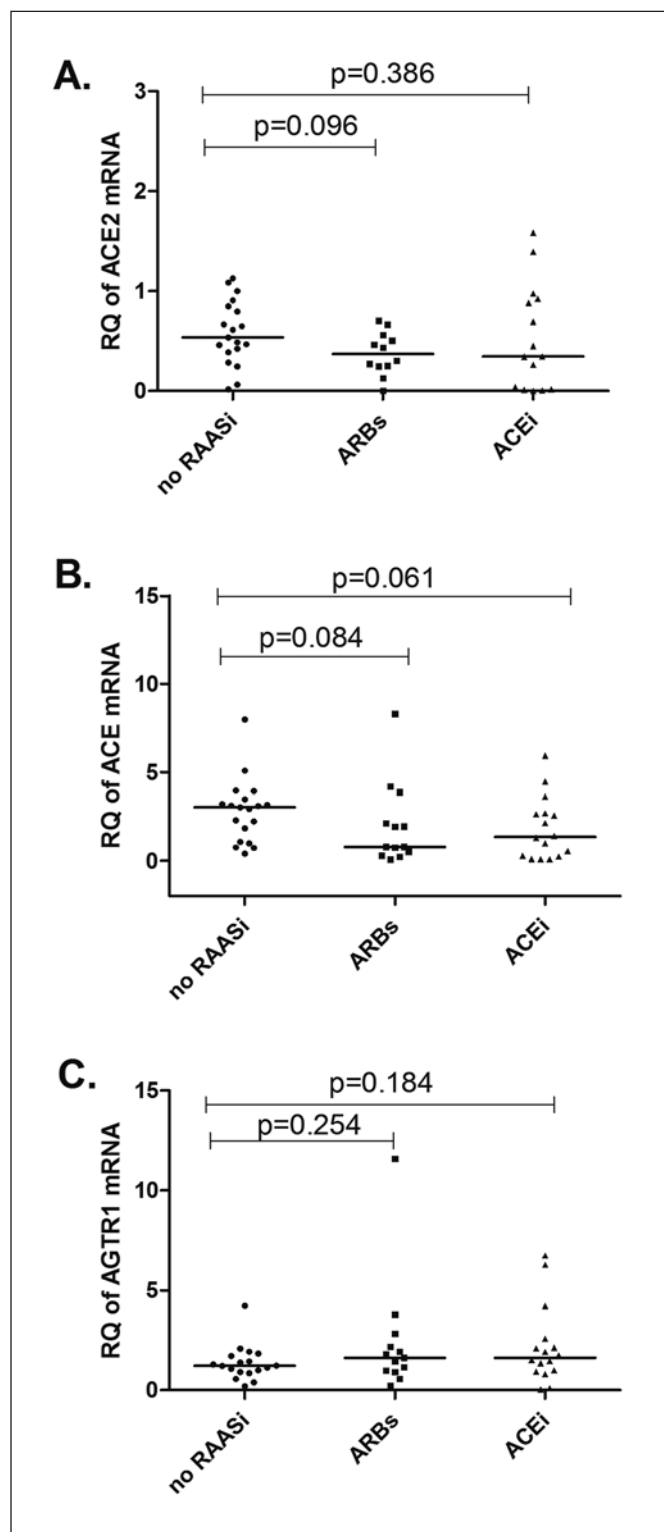 A.
p=0.386
p=0.096
RQ of ACE2 mRNA
3
2
1
0
no RAASi
ARBs
ACEi
B.
p=0.061
p=0.084
RQ of ACE mRNA
15
10
5
0
no RAASi
ARBs
ACEi
C.
p=0.184
p=0.254
RQ of AGTR1 mRNA
15
10
5
0
no RAASi
ARBs
ACEi